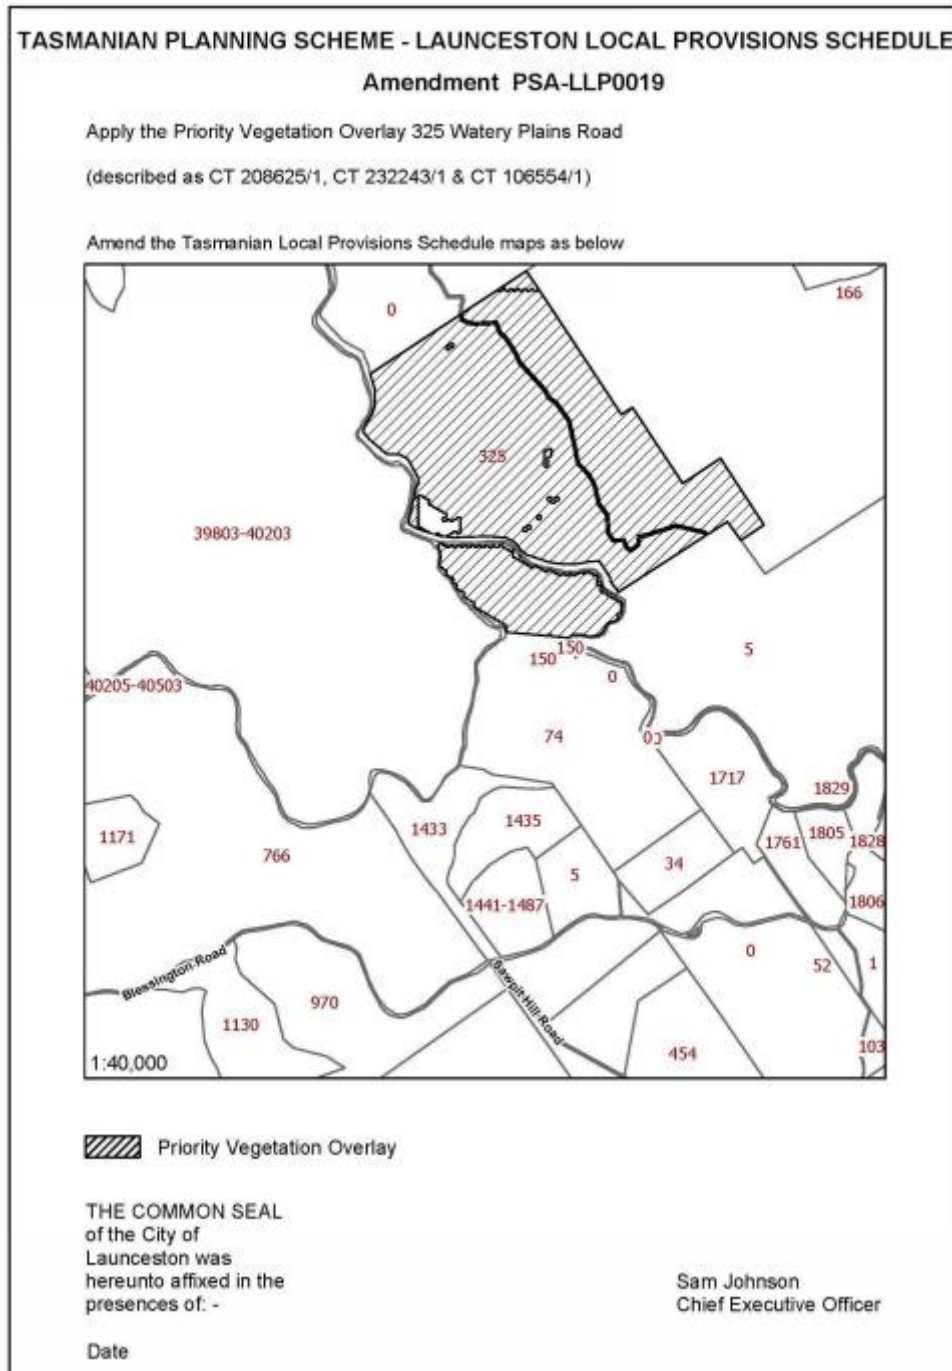 TASMANIAN PLANNING SCHEME - LAUNCESTON LOCAL PROVISIONS SCHEDULE
Amendment PSA-LLP0019
Apply the Priority Vegetation Overlay 325 Watery Plains Road
(described as CT 208625/1, CT 232243/1 & CT 106554/1)
Amend the Tasmanian Local Provisions Schedule maps as below
166
0
325
39803-40203
150
150
5
0
40205-40503
74
00
1717
1829
1171
766
1433
1435
1805
1761
1828
34
5
1441-1487
1806
0
52
1
Blessington Road
Sawpit Hill Road
970
1130
454
103
1:40,000
Priority Vegetation Overlay
THE COMMON SEAL
of the City of
Launceston was
hereunto affixed in the
presences of: -
Sam Johnson
Chief Executive Officer
Date